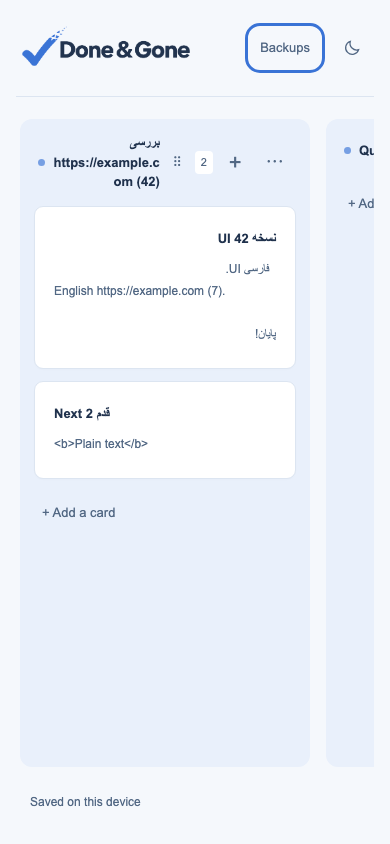 Done & Gone
Backups
بررسی
https://example.c
om (42)
2
Qu
+ Ad
نسخه 42 UI
فارسی UI.
English https://example.com (7).
پایان!
Next 2 قدم
<b>Plain text</b>
+ Add a card
Saved on this device